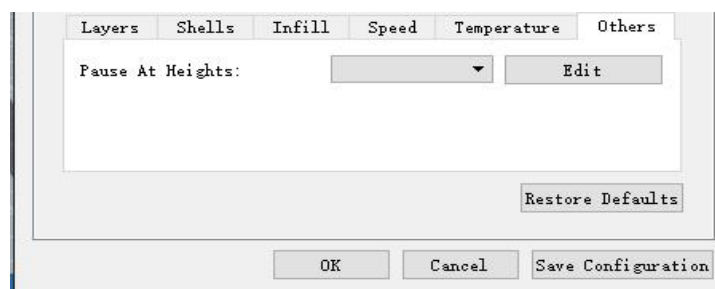 Layers Shells Infill Speed Temperature Others
Pause At Heights: Edit
Restore Defaults
OK Cancel Save Configuration